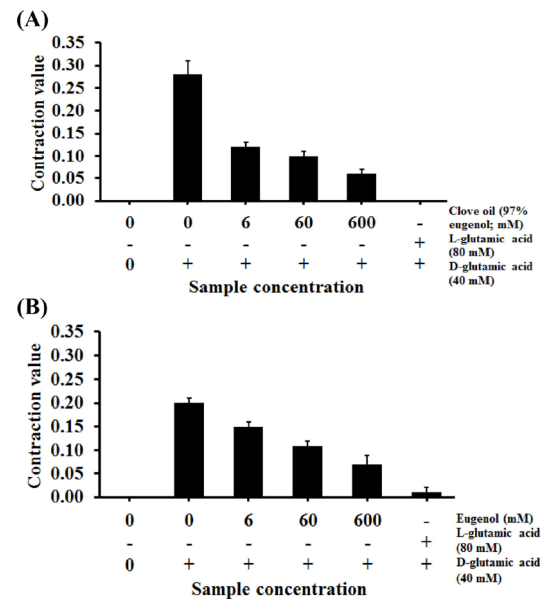 (A)
Contraction value
0.35
0.30
0.25
0.20
0.15
0.10
0.05
0.00
0 0 6 60 600 - Clove oil (97%
eugenol; mM)
- - - - - + L-glutamic acid
(80 mM)
0 + + + + + D-glutamic acid
(40 mM)
Sample concentration
(B)
Contraction value
0.35
0.30
0.25
0.20
0.15
0.10
0.05
0.00
0 0 6 60 600 - Eugenol (mM)
- - - - - + L-glutamic acid
(80 mM)
0 + + + + + D-glutamic acid
(40 mM)
Sample concentration